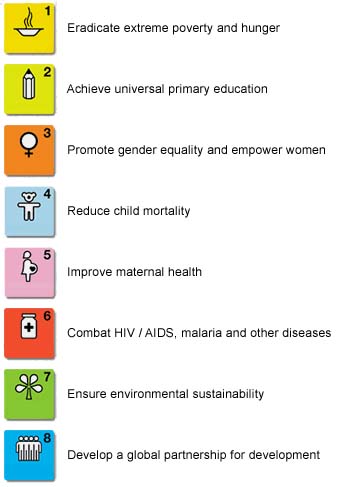 1 Eradicate extreme poverty and hunger
2 Achieve universal primary education
3 Promote gender equality and empower women
4 Reduce child mortality
5 Improve maternal health
6 Combat HIV / AIDS, malaria and other diseases
7 Ensure environmental sustainability
8 Develop a global partnership for development